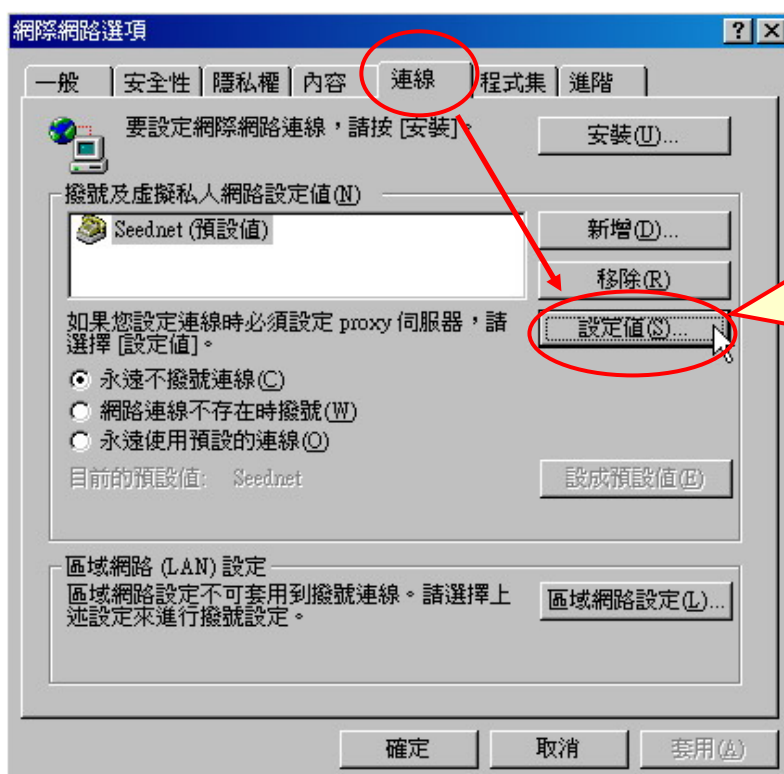 網際網路選項
一般 安全性 隱私權 內容 連線 程式集 進階
要設定網際網路連線，請按 [安裝]。
安裝(U)...
撥號及虛擬私人網路設定值(N)
Seednet (預設值)
新增(D)...
移除(R)
如果您設定連線時必須設定 proxy 伺服器，請
選擇 [設定值]。
設定值(S)...
永遠不撥號連線(C)
網路連線不存在時撥號(W)
永遠使用預設的連線(O)
目前的預設值: Seednet
設成預設值(E)
區域網路 (LAN) 設定
區域網路設定不可套用到撥號連線。請選擇上
述設定來進行撥號設定。
區域網路設定(L)...
確定 取消 套用(A)